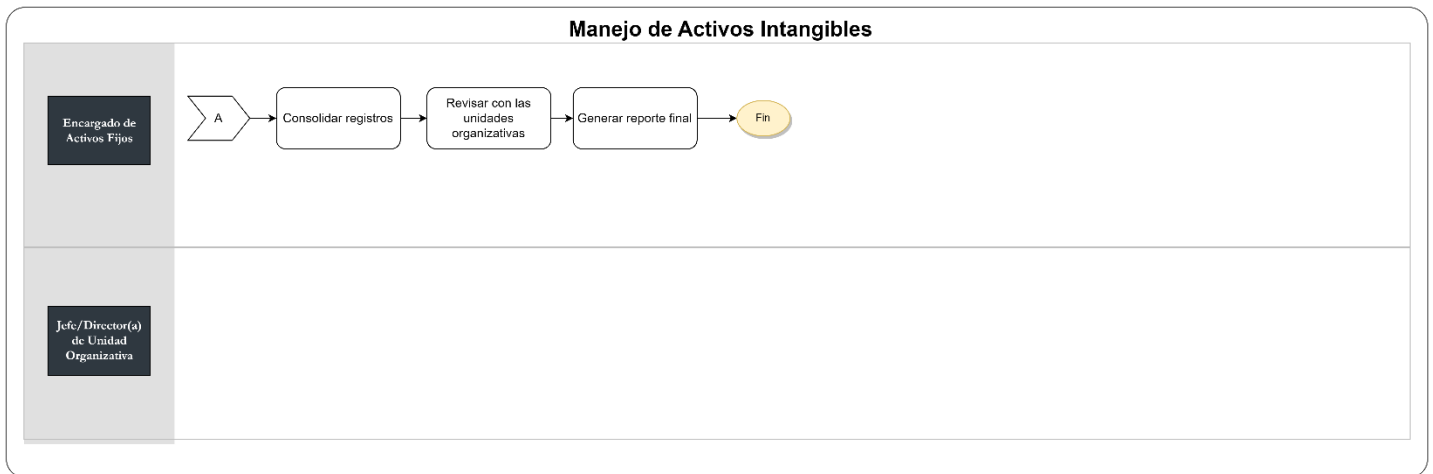 Manejo de Activos Intangibles
Encargado de
Activos Fijos
A
Consolidar registros
Revisar con las
unidades
organizativas
Generar reporte final
Fin
Jefe/Director(a)
de Unidad
Organizativa